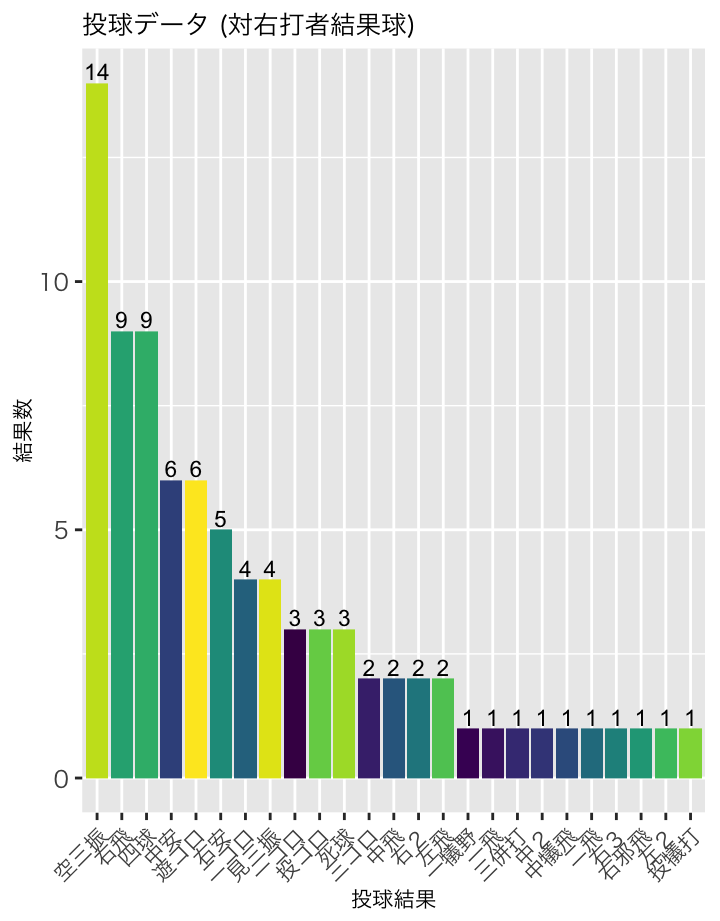 投球データ (対右打者結果球)
14
9
9
6
6
5
4
4
3
3
3
2
2
2
2
1
1
1
1
1
1
1
1
1
1
10
5
0
結果数
空三振
右飛
四球
中安
遊ゴロ
右安
二ゴロ
見三振
一ゴロ
投ゴロ
死球
三ゴロ
中飛
右2
左飛
一犠野
一飛
三併打
中2
中犠飛
二飛
右3
右邪飛
左2
投犠打
投球結果